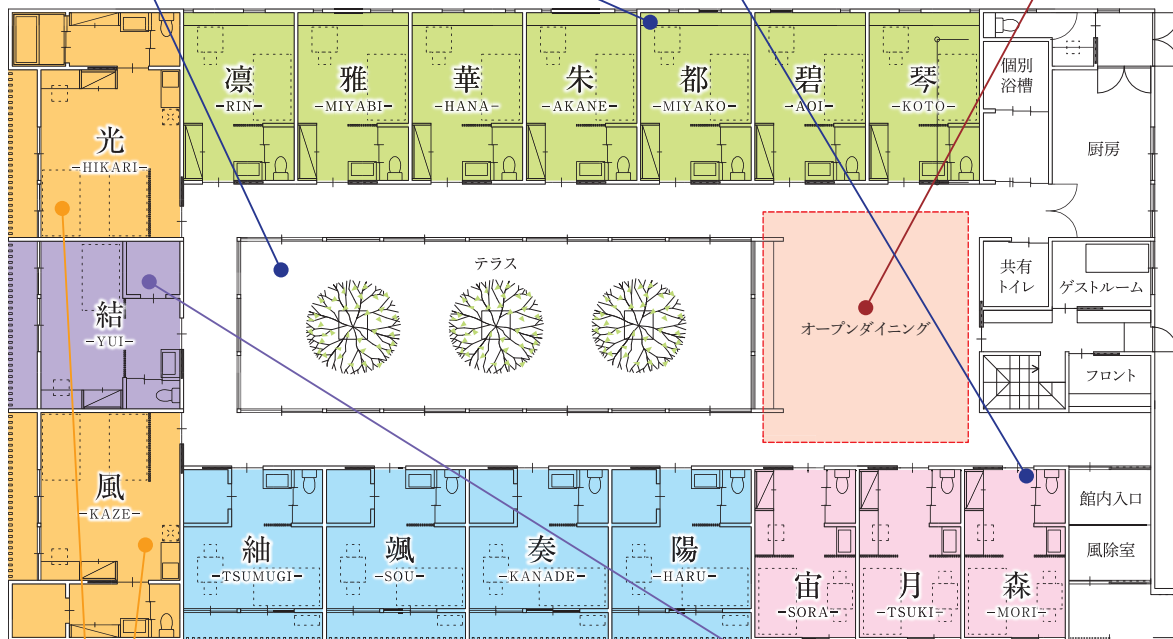 凛
-RIN-
雅
-MIYABI-
華
-HANA-
朱
-AKANE-
都
-MIYAKO-
碧
-AOI-
琴
-KOTO-
個別
浴槽
厨房
光
-HIKARI-
テラス
共有
トイレ
ゲストルーム
結
-YUI-
オープンダイニング
フロント
風
-KAZE-
館内入口
風除室
紬
-TSUMUGI-
颯
-SOU-
奏
-KANADE-
陽
-HARU-
宙
-SORA-
月
-TSUKI-
森
-MORI-